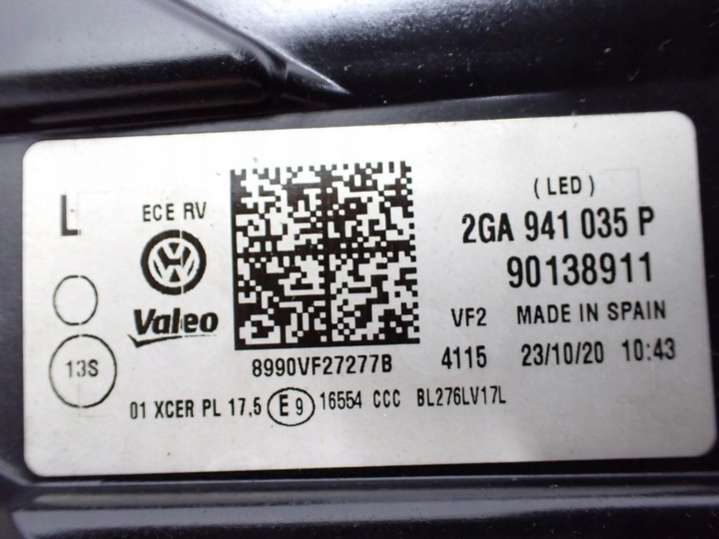 L
ECE RV
Valeo
13S
8990VF27277B
(LED)
2GA 941 035 P
90138911
VF2 MADE IN SPAIN
4115 23/10/20 10:43
01 XCER PL 17,5 E9 16554 CCC BL276LV17L